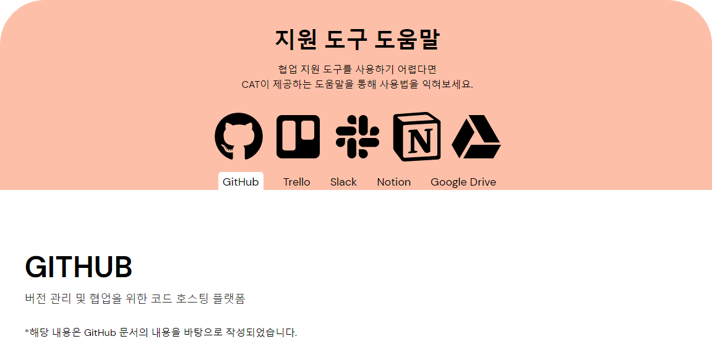 지원 도구 도움말
협업 지원 도구를 사용하기 어렵다면
CAT이 제공하는 도움말을 통해 사용법을 익혀보세요.
N
GitHub Trello Slack Notion Google Drive
GITHUB
버전 관리 및 협업을 위한 코드 호스팅 플랫폼
*해당 내용은 GitHub 문서의 내용을 바탕으로 작성되었습니다.